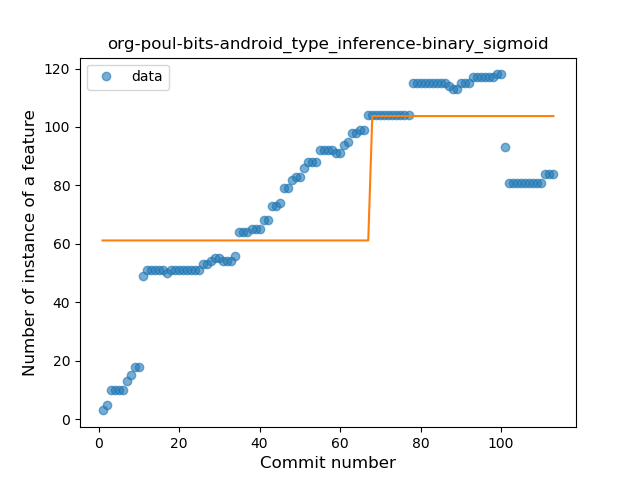 org-poul-bits-android_type_inference-binary_sigmoid
data
Number of instance of a feature
120
100
80
60
40
20
0
0 20 40 60 80 100
Commit number